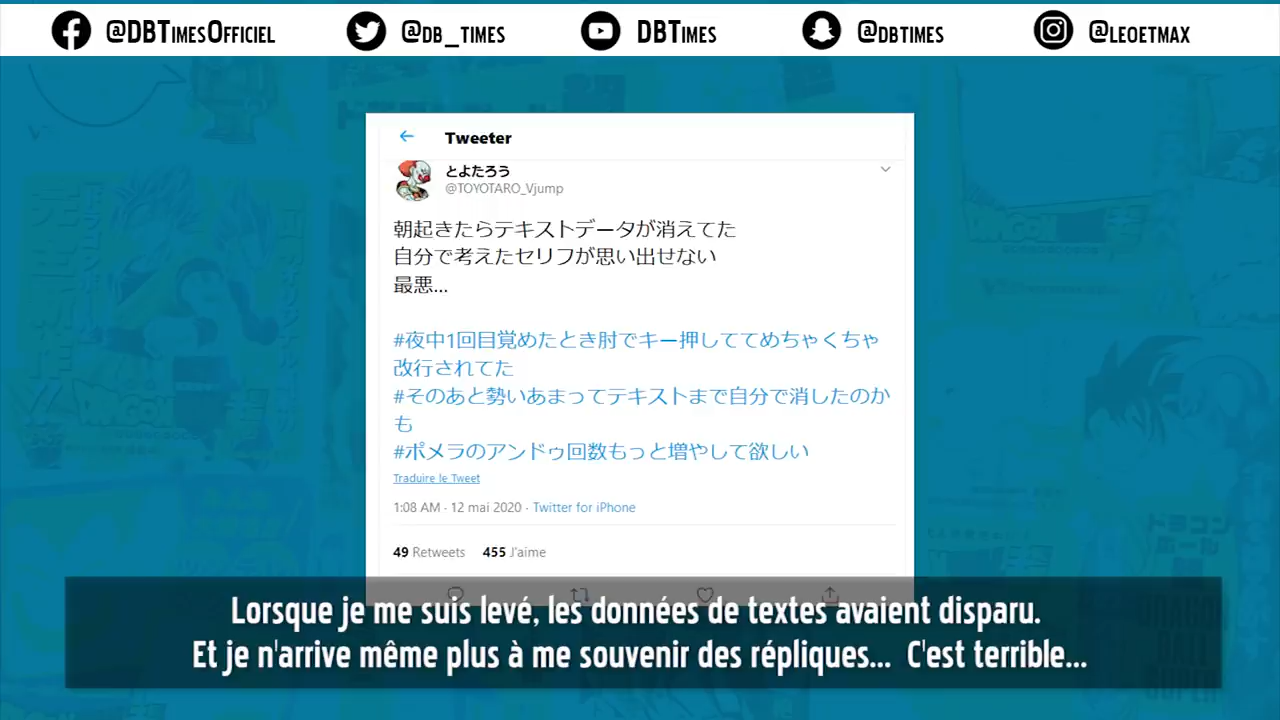 @DBTimesOfficiel
@db_times
DBTimes
@dbtimes
@leoetmax
Tweeter
とよたろう
@TOYOTARO_Vjump
朝起きたらテキストデータが消えてた
自分で考えたセリフが思い出せない
最悪...
#夜中1回目覚めたとき肘でキー押しててめちゃくちゃ
改行されてた
#そのあと勢いあまってテキストまで自分で消したのか
も
#ポメラのアンドゥ回数もっと増やして欲しい
Traduire le Tweet
1:08 AM · 12 mai 2020 · Twitter for iPhone
49 Retweets 455 J'aime
Lorsque je me suis levé, les données de textes avaient disparu.
Et je n'arrive même plus à me souvenir des répliques... C'est terrible...